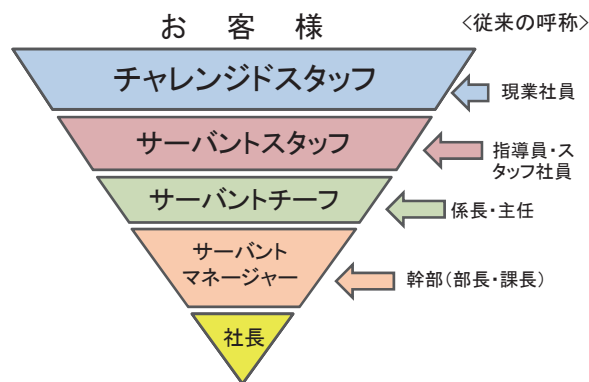 お客様
<従来の呼称>
チャレンジドスタッフ
現業社員
サーバントスタッフ
指導員・ス
タッフ社員
サーバントチーフ
係長・主任
サーバント
マネージャー
幹部(部長・課長)
社長